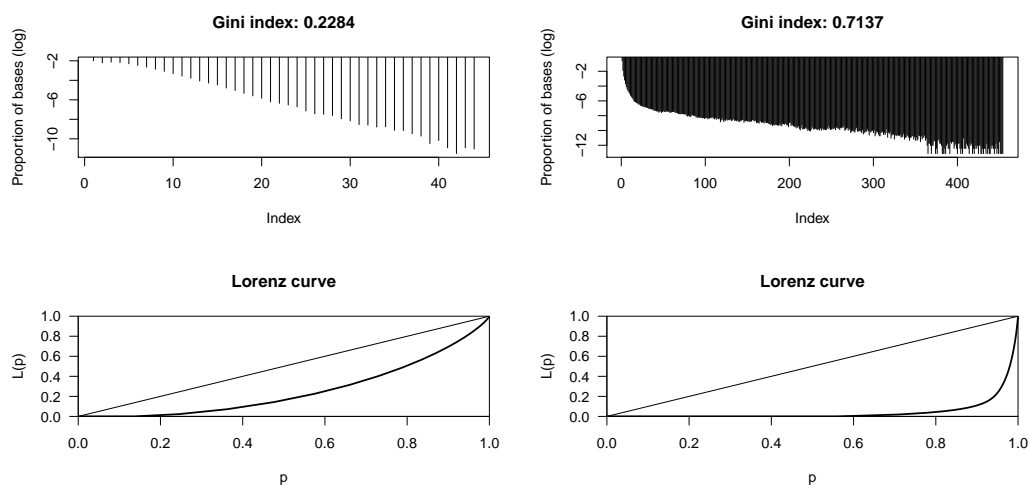 Gini index: 0.2284
Proportion of bases (log)
−2
−6
−10
0 10 20 30 40
Index
Gini index: 0.7137
Proportion of bases (log)
−2
−6
−12
0 100 200 300 400
Index
Lorenz curve
L(p)
1.0
0.8
0.6
0.4
0.2
0.0
0.0 0.2 0.4 0.6 0.8 1.0
p
Lorenz curve
L(p)
1.0
0.8
0.6
0.4
0.2
0.0
0.0 0.2 0.4 0.6 0.8 1.0
p